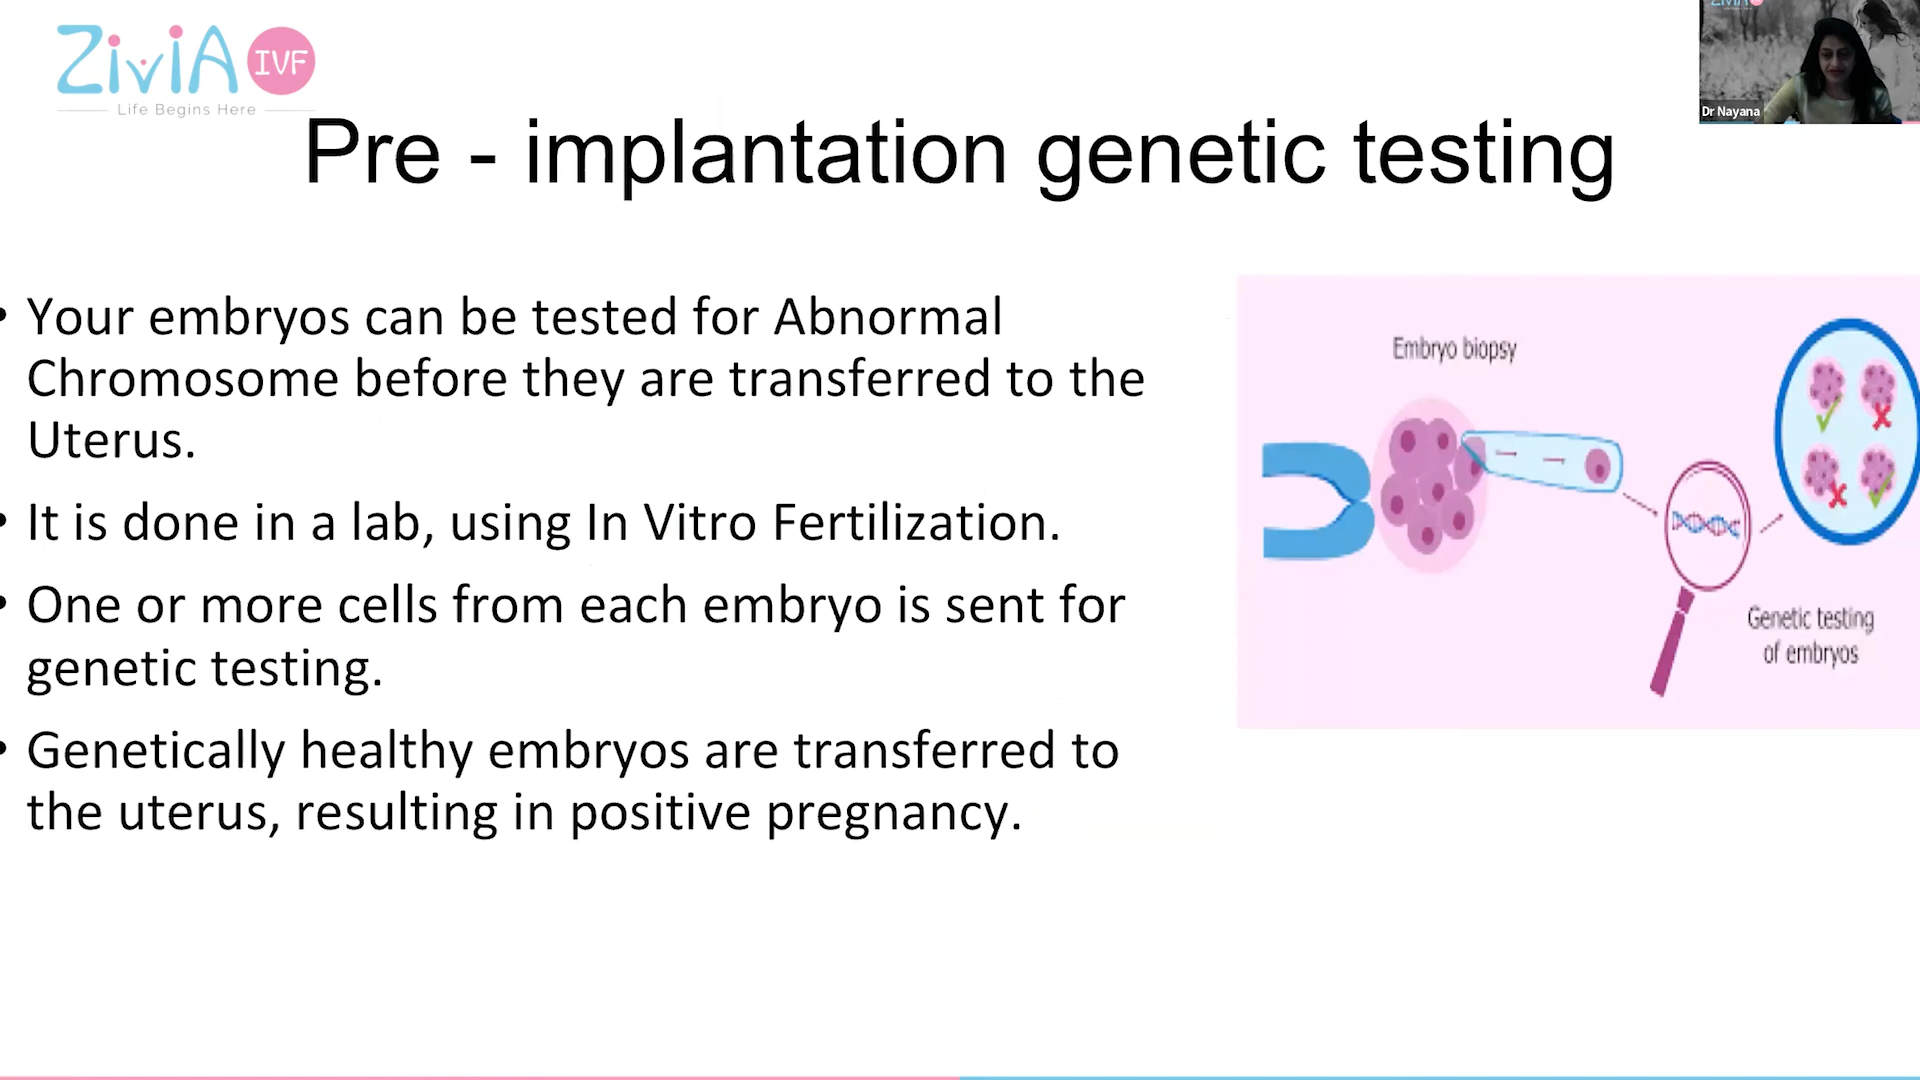 ZiviA IVF
Life Begins Here
Dr Nayana
Pre - implantation genetic testing
• Your embryos can be tested for Abnormal
Chromosome before they are transferred to the
Uterus.
• It is done in a lab, using In Vitro Fertilization.
• One or more cells from each embryo is sent for
genetic testing.
• Genetically healthy embryos are transferred to
the uterus, resulting in positive pregnancy.
Embryo biopsy
Genetic testing
of embryos